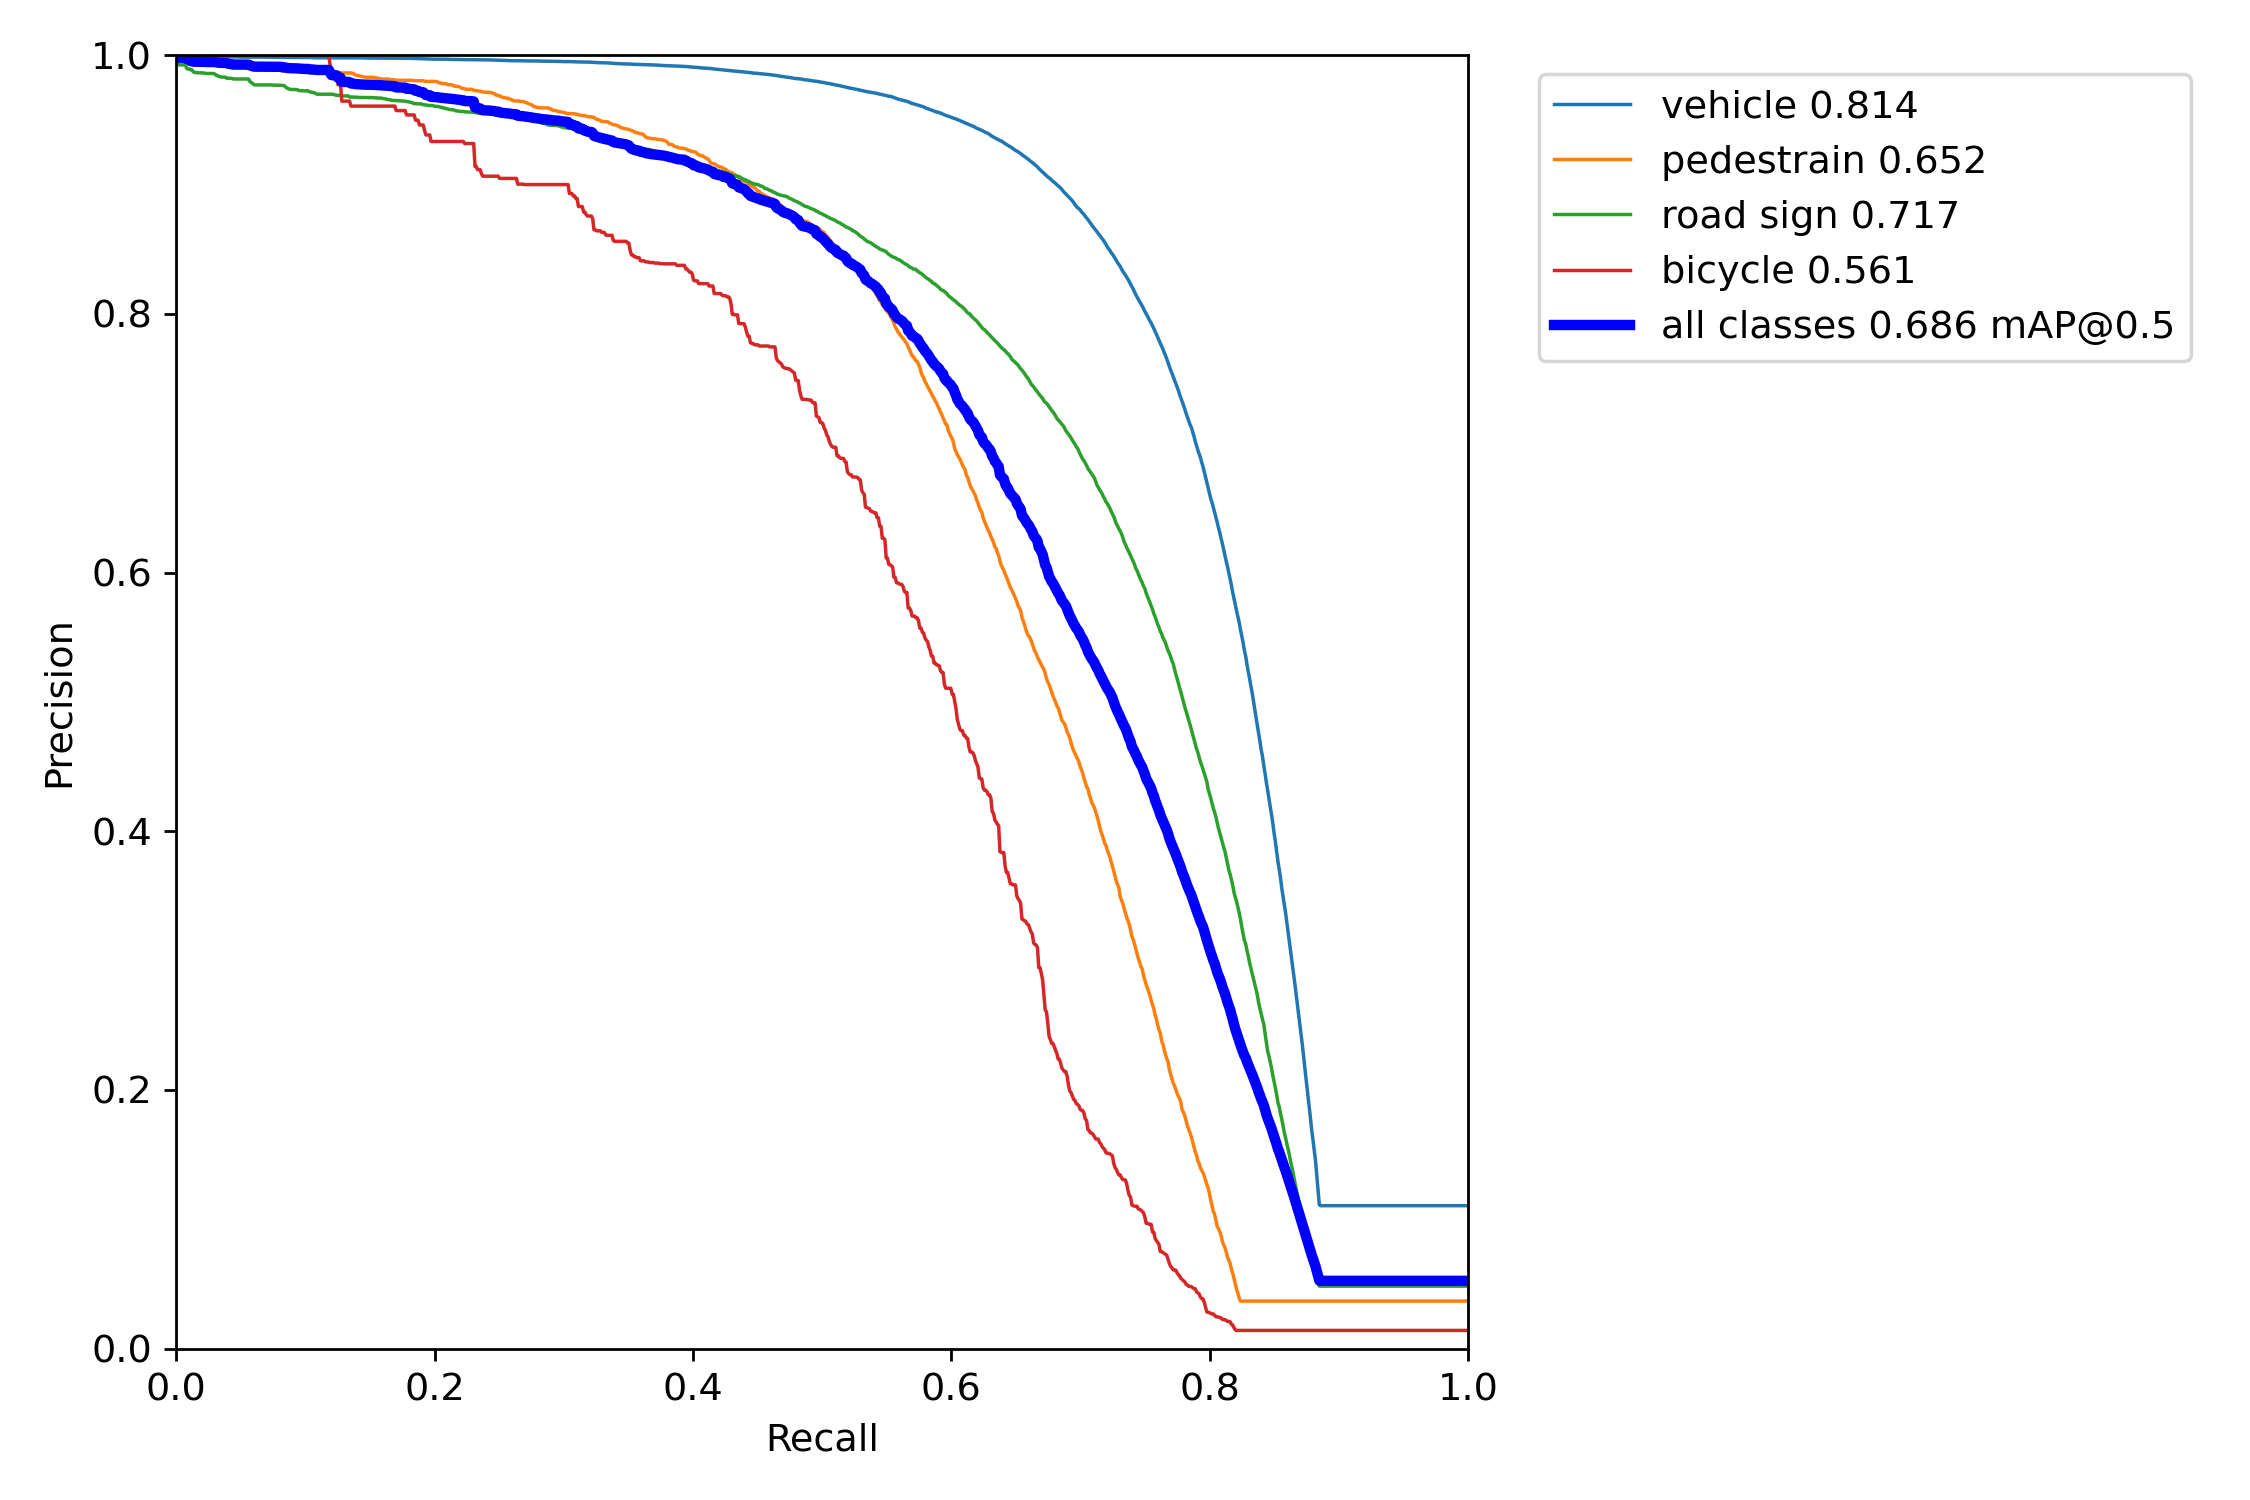 1.0
0.8
0.6
0.4
0.2
0.0
Precision
0.0 0.2 0.4 0.6 0.8 1.0
Recall
vehicle 0.814
pedestrain 0.652
road sign 0.717
bicycle 0.561
all classes 0.686 mAP@0.5